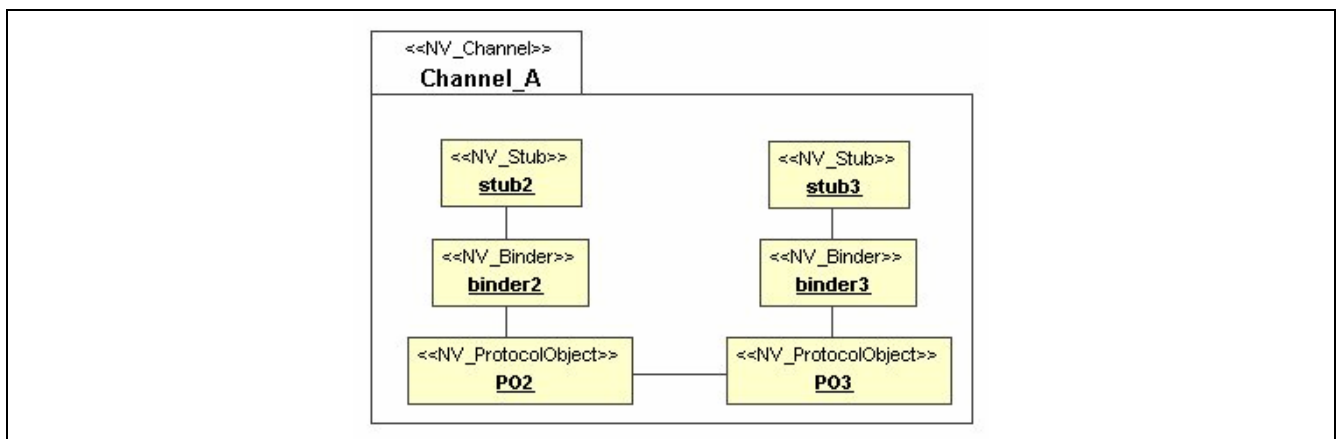 <<NV_Channel>>
Channel_A
<<NV_Stub>>
stub2
<<NV_Stub>>
stub3
<<NV_Binder>>
binder2
<<NV_Binder>>
binder3
<<NV_ProtocolObject>>
PO2
<<NV_ProtocolObject>>
PO3